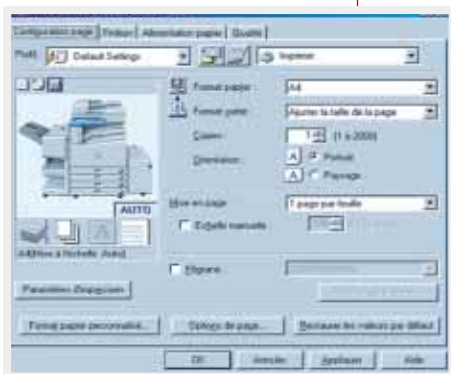 Configuration page Finition Alimentation papier Qualité
Profil : Default Settings Imprimer
Format papier : A4
Format sortie : Ajuster la taille de la page
Copies : 1 (1 à 2000)
Orientation : A Portrait
A Paysage
AUTO
Mise en page : 1 page par feuille
Echelle manuelle
A4[Mise à l'échelle: Auto]
Filigrane :
Paramètres d'impression
Format papier personnalisé... Options de page... Restaurer les valeurs par défaut
OK Annuler Appliquer Aide